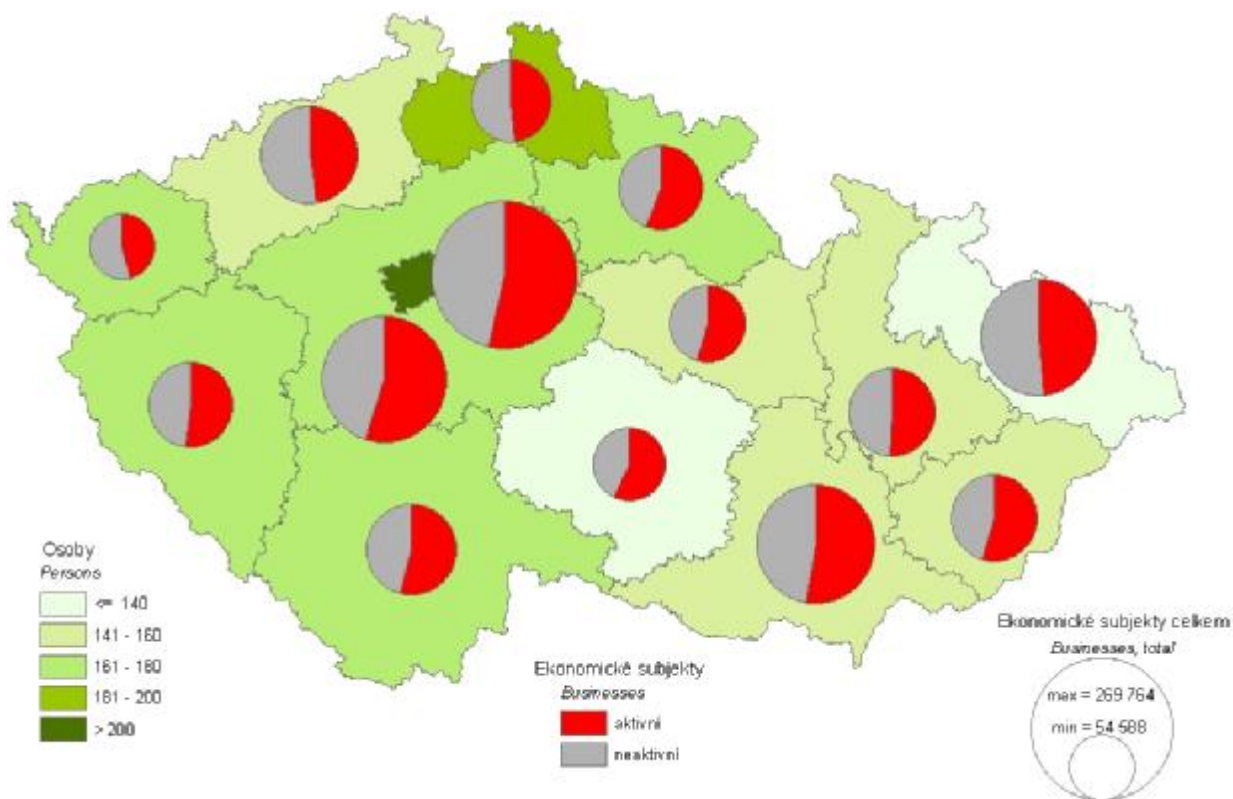 Osoby
Persons
<= 140
141 - 160
161 - 180
181 - 200
> 200
Ekonomické subjekty
Businesses
aktivní
neaktivní
Ekonomické subjekty celkem
Businesses, total
max = 269 764
min = 54 588